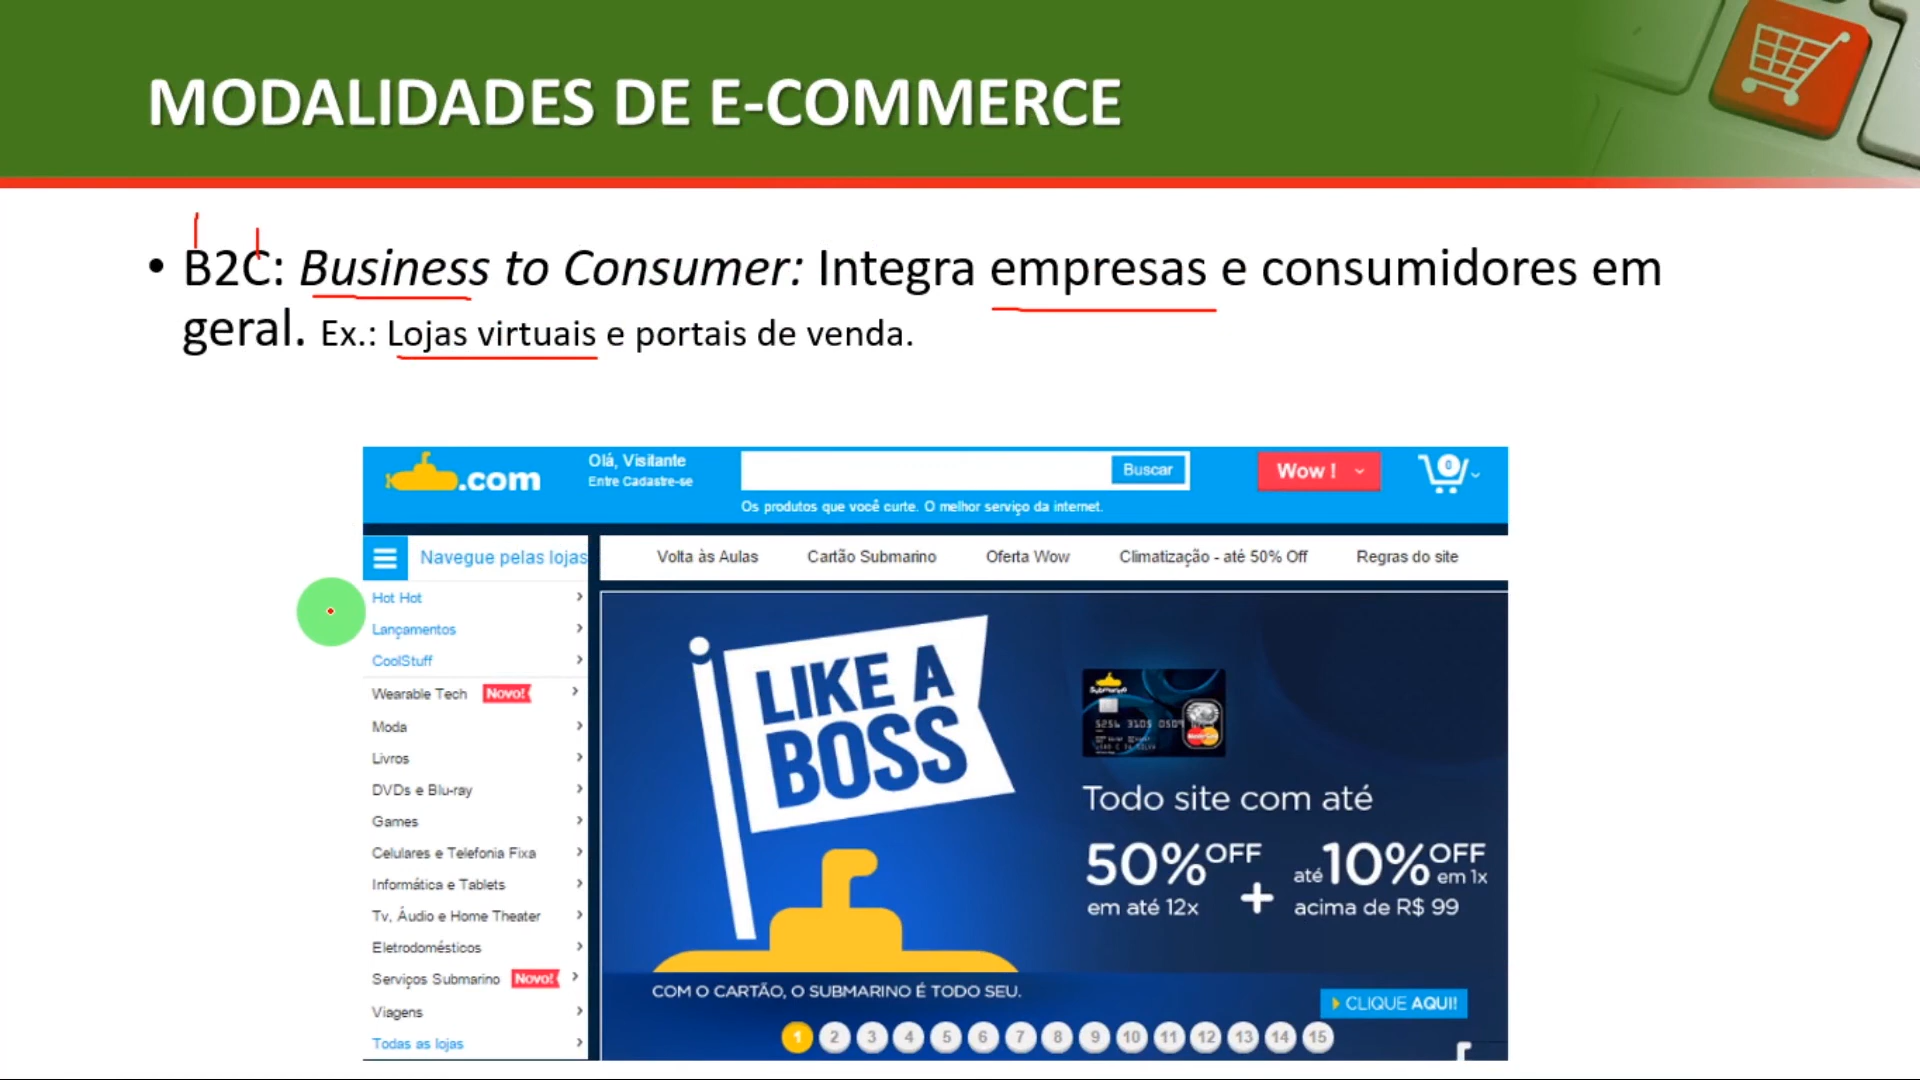 MODALIDADES DE E-COMMERCE
• B2C: Business to Consumer: Integra empresas e consumidores em
geral. Ex.: Lojas virtuais e portais de venda.
.com
Olá, Visitante
Entre Cadastre-se
Buscar
Wow !
0
Os produtos que você curte. O melhor serviço da internet.
Navegue pelas lojas
Volta às Aulas
Cartão Submarino
Oferta Wow
Climatização - até 50% Off
Regras do site
Hot Hot
Lançamentos
CoolStuff
Wearable Tech Novo!
Moda
Livros
DVDs e Blu-ray
Games
Celulares e Telefonia Fixa
Informática e Tablets
Tv, Áudio e Home Theater
Eletrodomésticos
Serviços Submarino Novo!
Viagens
Todas as lojas
LIKE A
BOSS
Todo site com até
50% OFF
em até 12x
+
até 10% OFF
em 1x
acima de R$ 99
COM O CARTÃO, O SUBMARINO É TODO SEU.
CLIQUE AQUI!
1 2 3 4 5 6 7 8 9 10 11 12 13 14 15